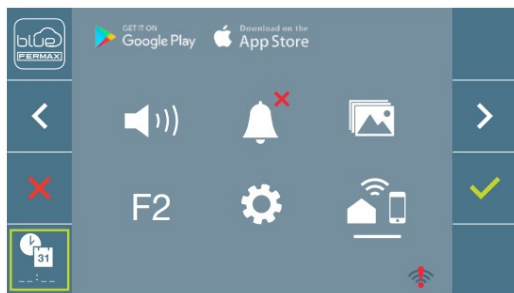 blue
FERMAX
GET IT ON
Google Play
Download on the
App Store
F2
31
--:--